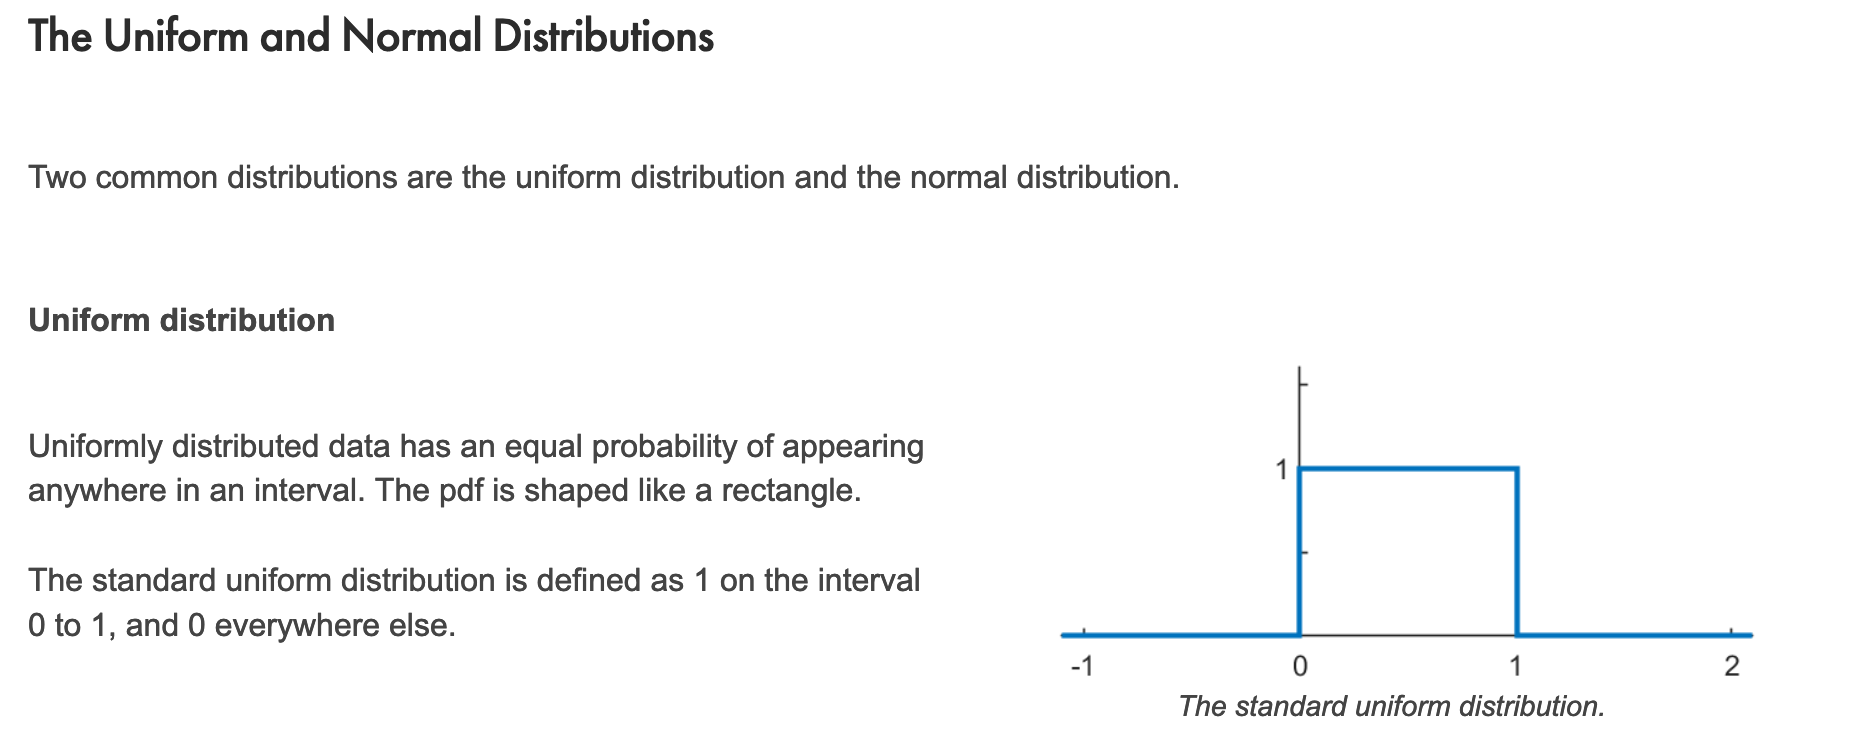 The Uniform and Normal Distributions
Two common distributions are the uniform distribution and the normal distribution.
Uniform distribution
Uniformly distributed data has an equal probability of appearing
anywhere in an interval. The pdf is shaped like a rectangle.
The standard uniform distribution is defined as 1 on the interval
0 to 1, and 0 everywhere else.
1
-1 0 1 2
The standard uniform distribution.